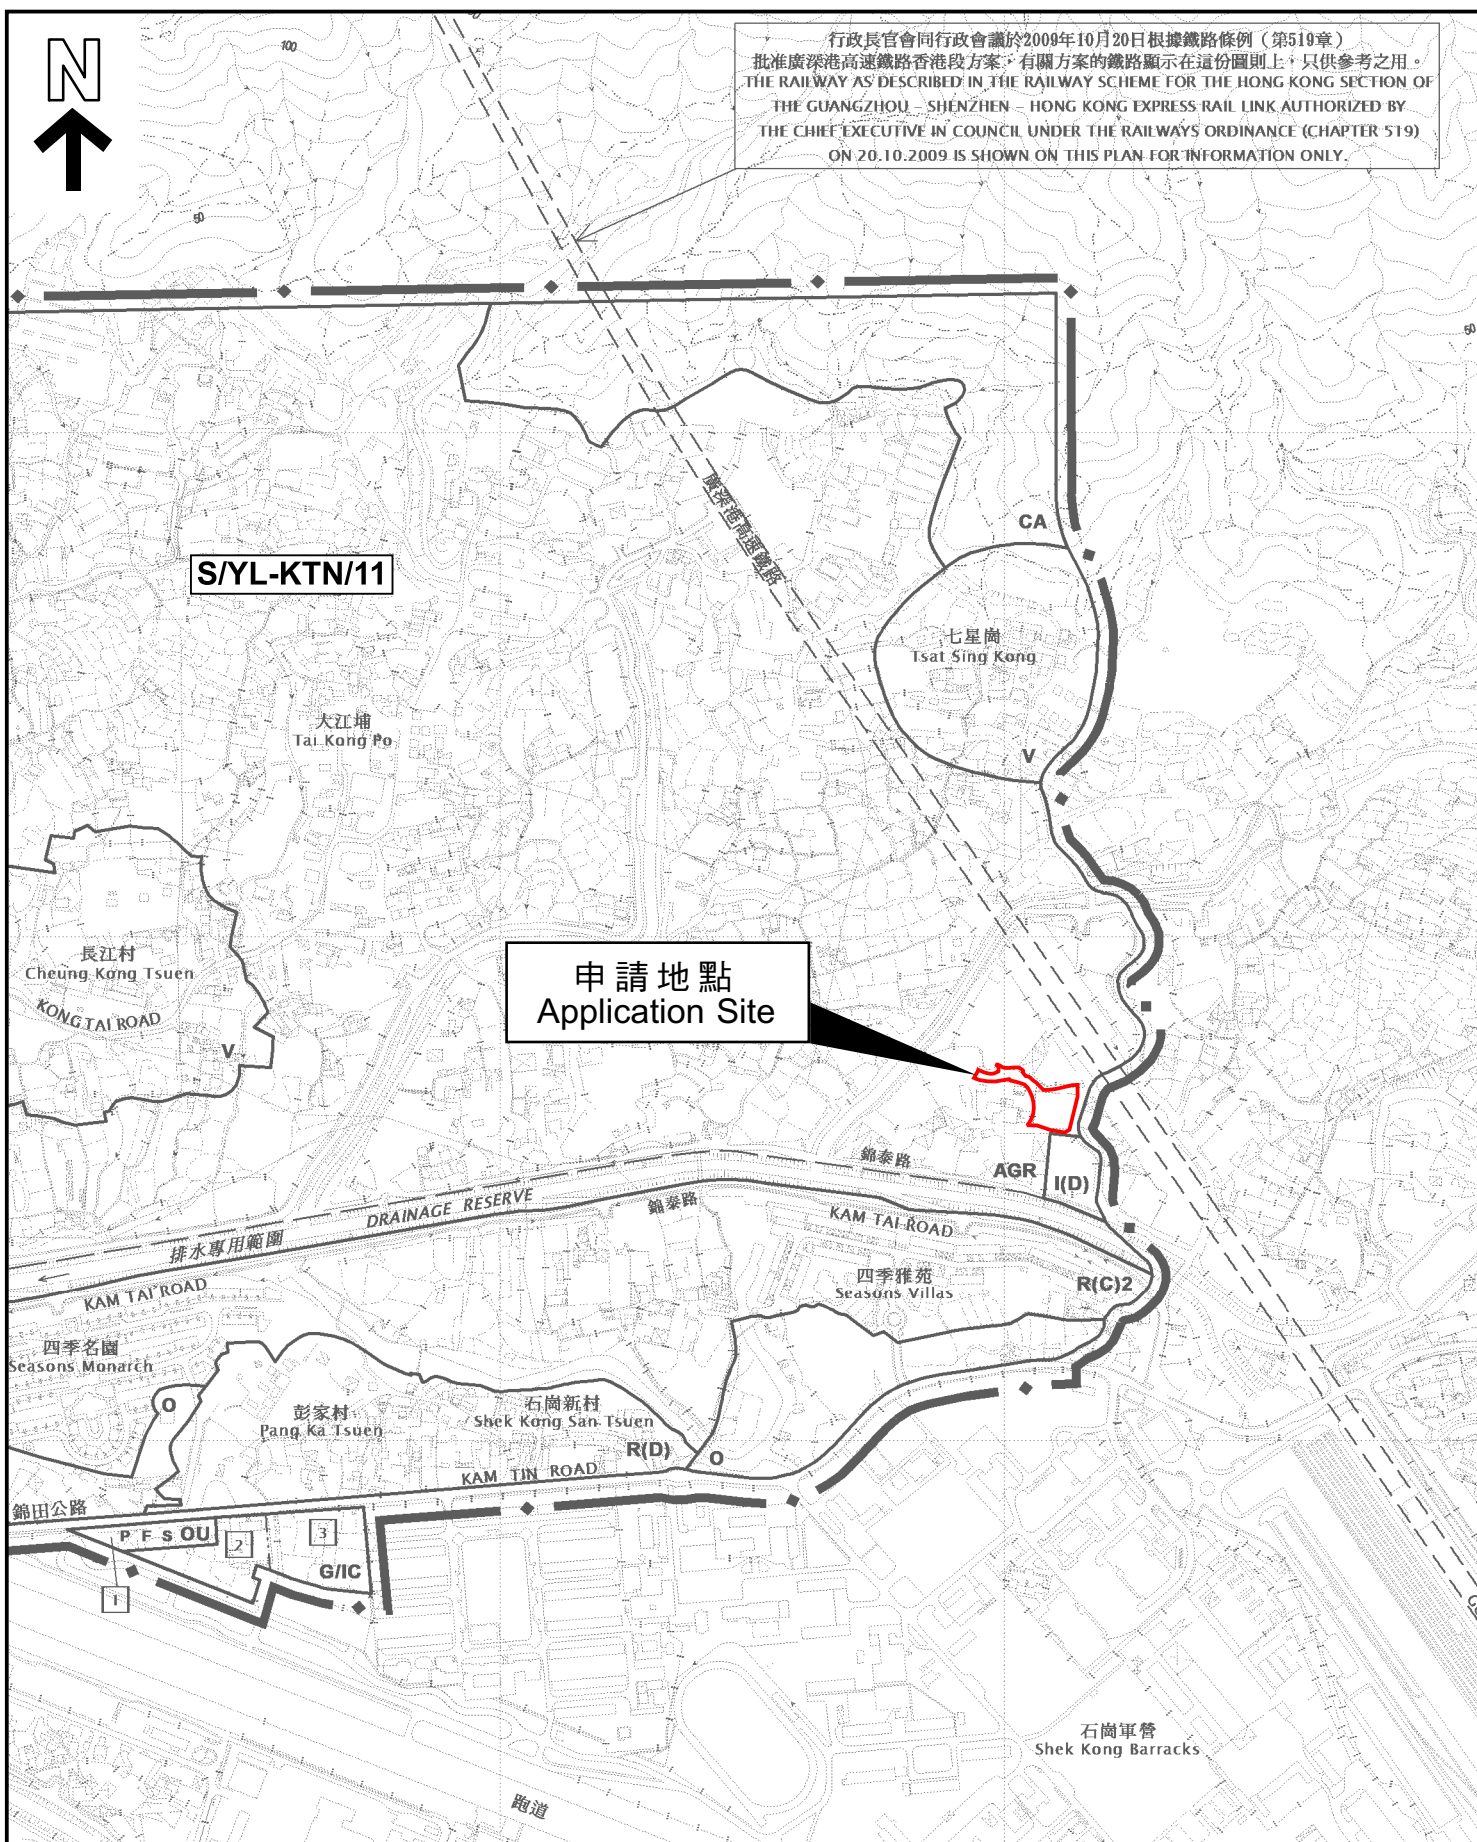 N
行政長官會同行政會議於2009年10月20日根據鐵路條例（第519章）
批准廣深港高速鐵路香港段方案，有關方案的鐵路顯示在這份圖則上，只供參考之用。
THE RAILWAY AS DESCRIBED IN THE RAILWAY SCHEME FOR THE HONG KONG SECTION OF
THE GUANGZHOU - SHENZHEN - HONG KONG EXPRESS RAIL LINK AUTHORIZED BY
THE CHIEF EXECUTIVE IN COUNCIL UNDER THE RAILWAYS ORDINANCE (CHAPTER 519)
ON 20.10.2009 IS SHOWN ON THIS PLAN FOR INFORMATION ONLY.
100
50
50
廣深港高速鐵路
CA
S/YL-KTN/11
七星崗
Tsat Sing Kong
大江埔
Tai Kong Po
V
長江村
Cheung Kong Tsuen
KONG TAI ROAD
V
申請地點
Application Site
錦泰路
AGR
I(D)
DRAINAGE RESERVE
錦泰路
KAM TAI ROAD
排水專用範圍
KAM TAI ROAD
四季雅苑
Seasons Villas
R(C)2
四季名園
Seasons Monarch
O
彭家村
Pang Ka Tsuen
石崗新村
Shek Kong San Tsuen
R(D)
O
KAM TIN ROAD
錦田公路
P F S OU
2
3
G/IC
1
石崗軍營
Shek Kong Barracks
跑道